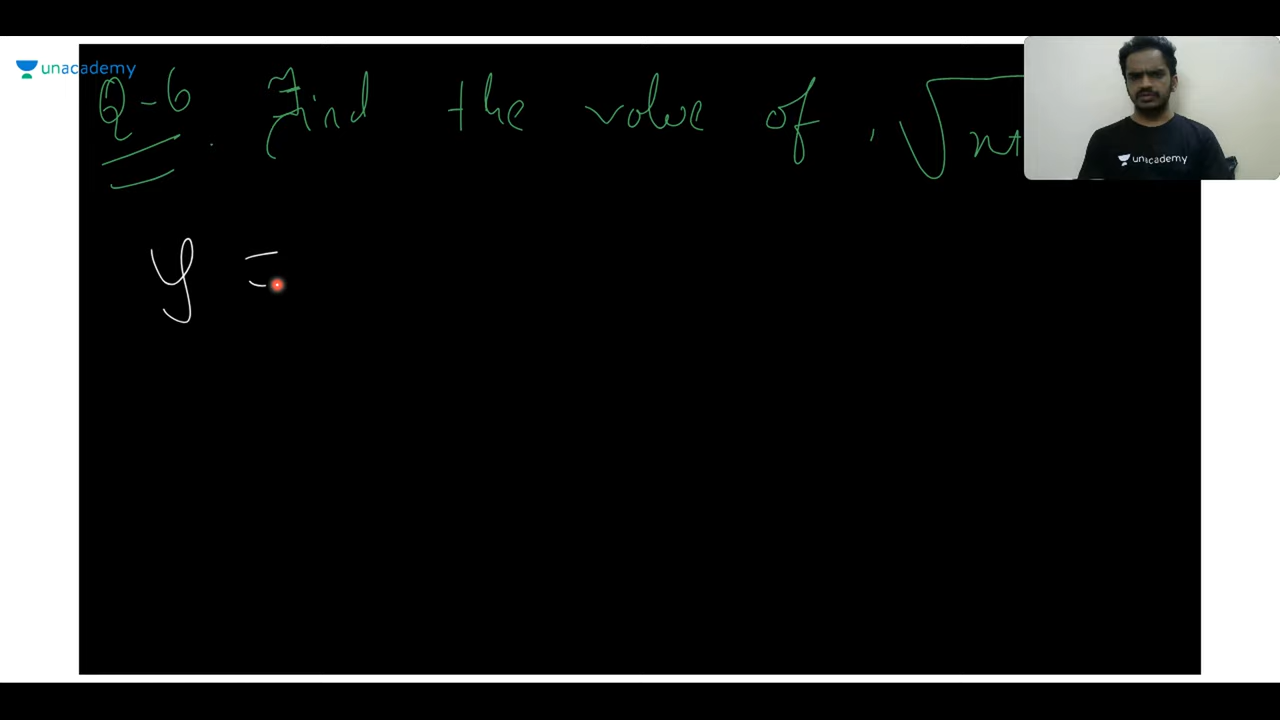 unacademy
Q-6. Find the value of , √n+
y =
unacademy